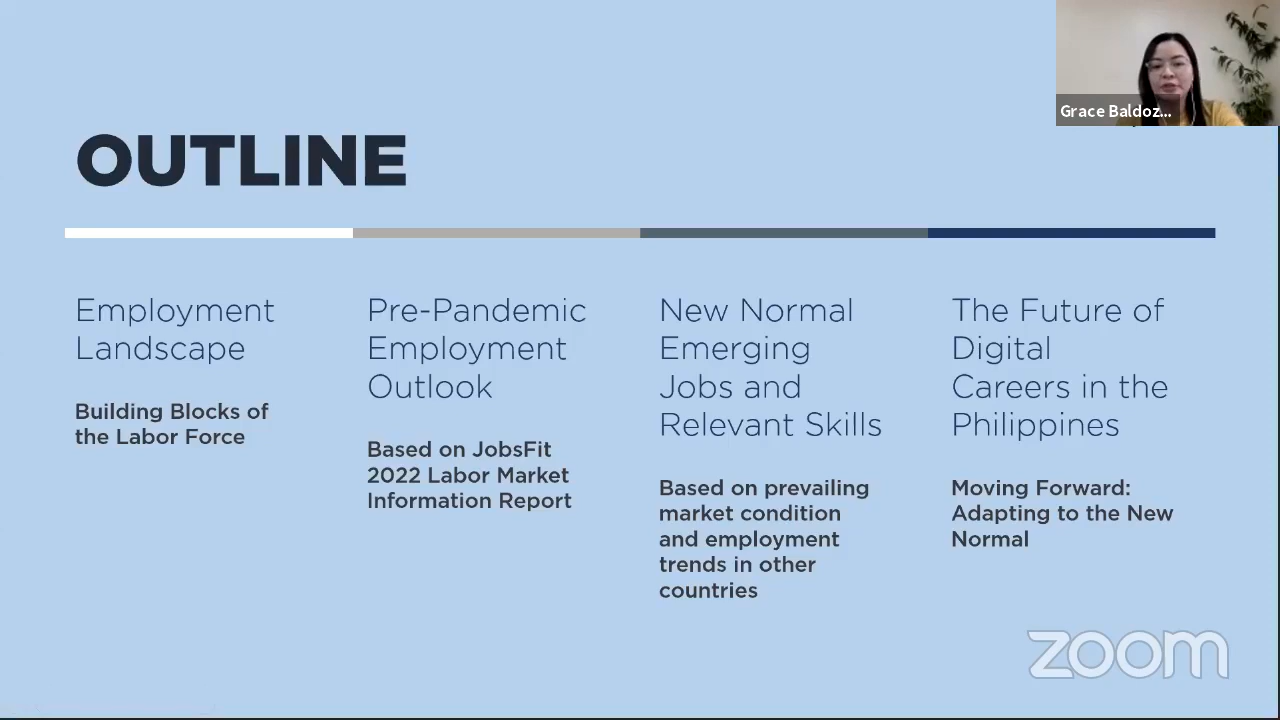 Grace Baldoz...
OUTLINE
Employment
Landscape
Building Blocks of
the Labor Force
Pre-Pandemic
Employment
Outlook
Based on JobsFit
2022 Labor Market
Information Report
New Normal
Emerging
Jobs and
Relevant Skills
Based on prevailing
market condition
and employment
trends in other
countries
The Future of
Digital
Careers in the
Philippines
Moving Forward:
Adapting to the New
Normal
zoom